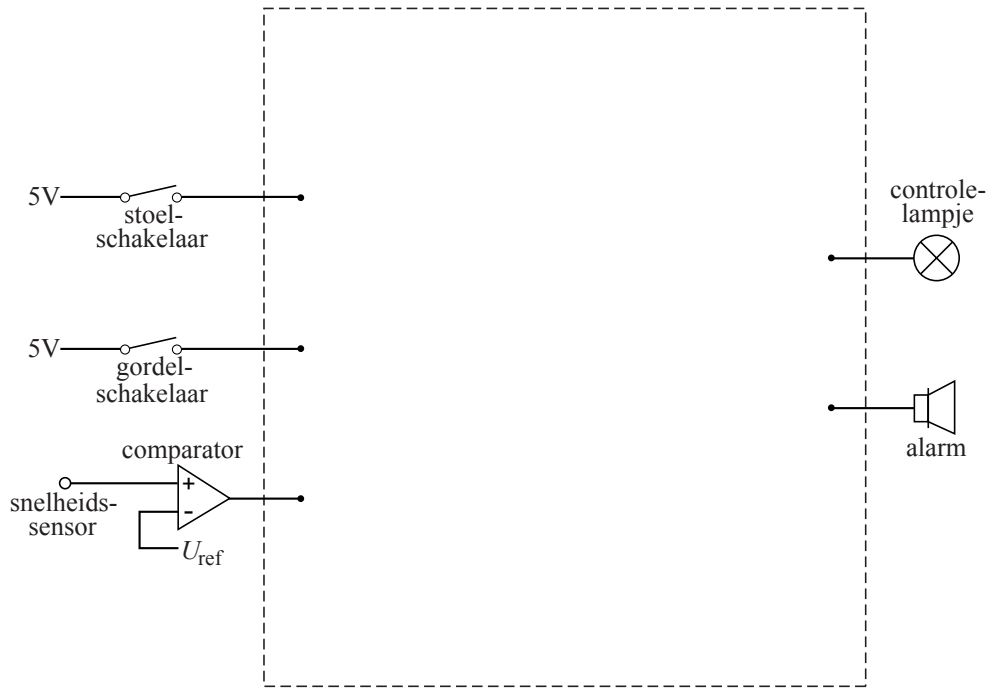 5V
stoel-
schakelaar
controle-
lampje
5V
gordel-
schakelaar
alarm
comparator
+
-
snelheids-
sensor
Uref